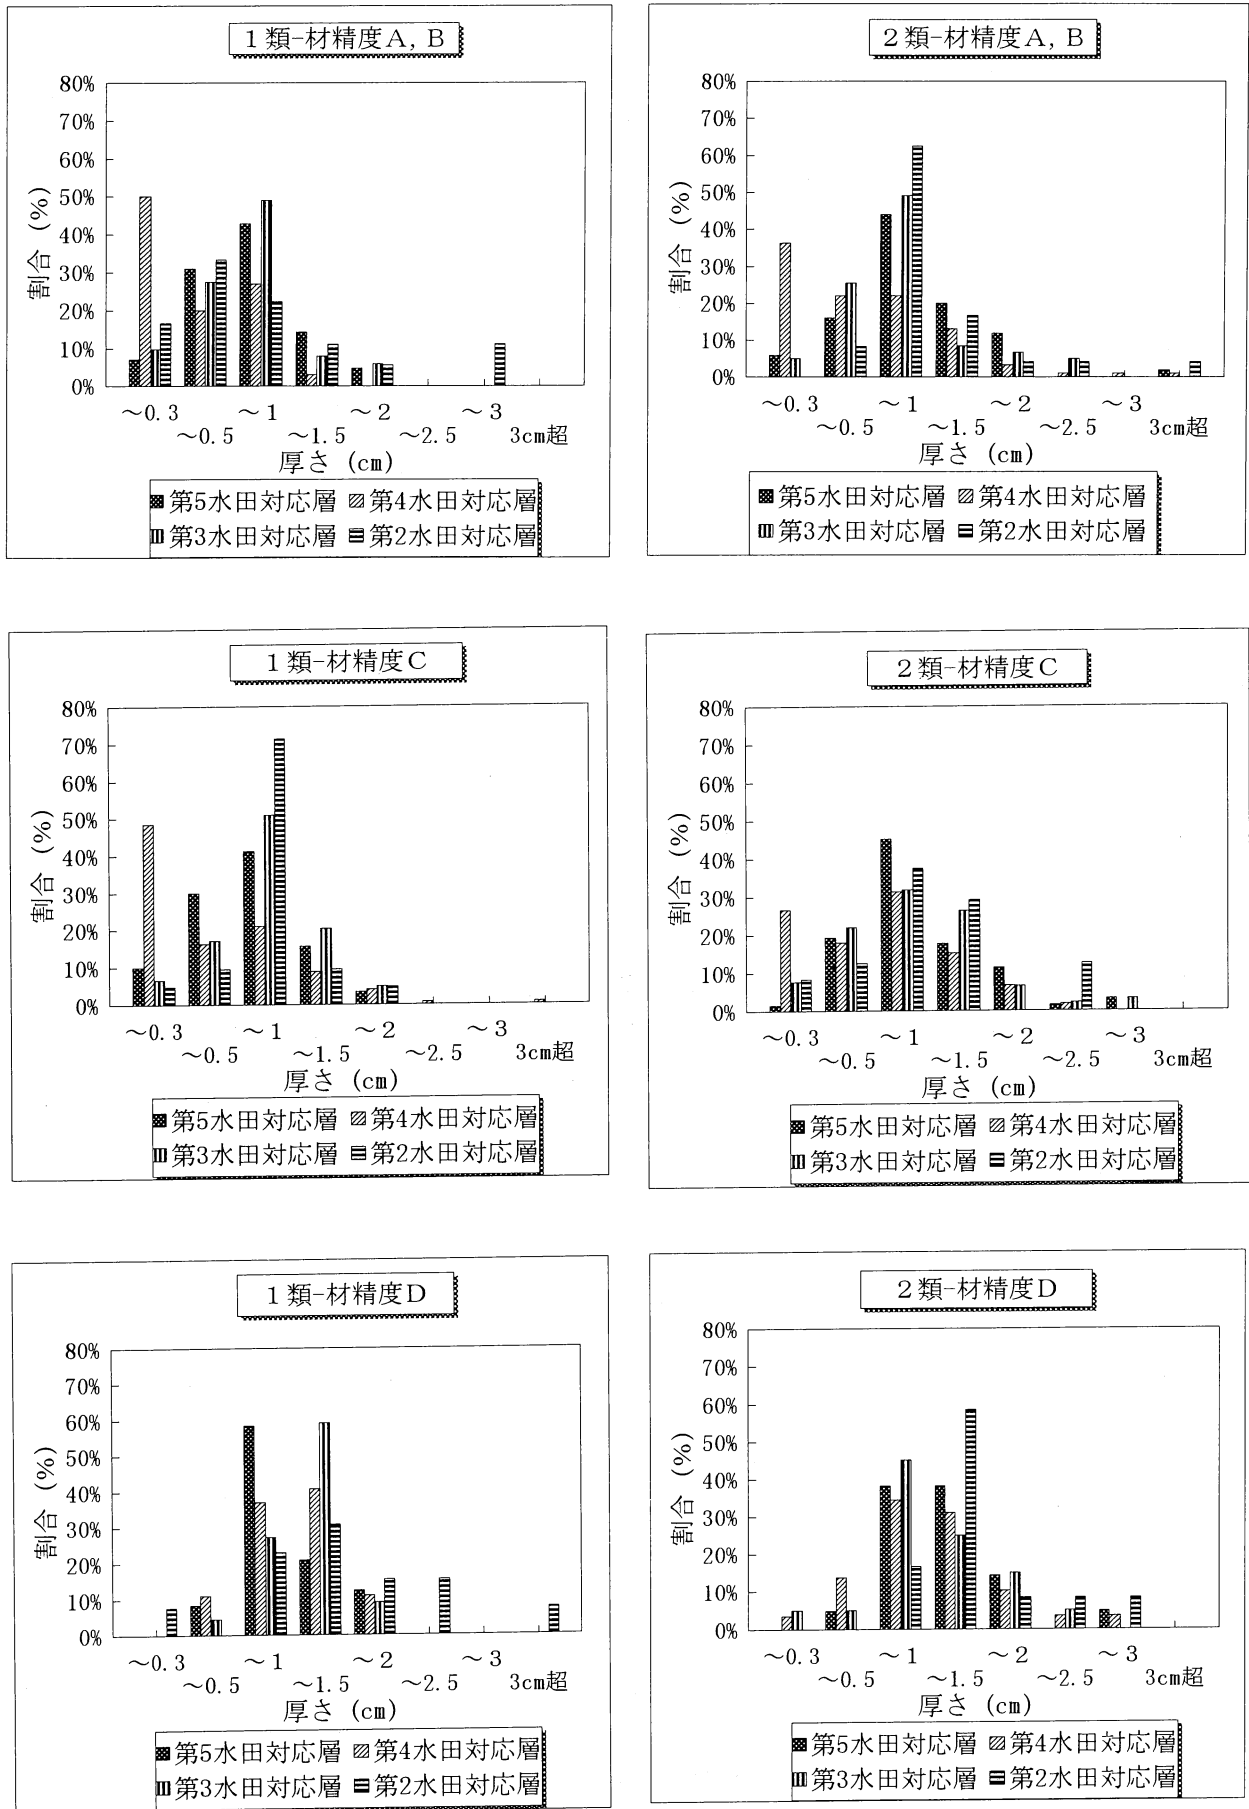 1類-材精度A, B
80%
70%
60%
50%
40%
30%
20%
10%
0%
割合 (%)
～0.3 ～1 ～2 ～3
～0.5 ～1.5 ～2.5 3cm超
厚さ (cm)
第5水田対応層 第4水田対応層
第3水田対応層 第2水田対応層
2類-材精度A, B
80%
70%
60%
50%
40%
30%
20%
10%
0%
割合 (%)
～0.3 ～1 ～2 ～3
～0.5 ～1.5 ～2.5 3cm超
厚さ (cm)
第5水田対応層 第4水田対応層
第3水田対応層 第2水田対応層
1類-材精度C
80%
70%
60%
50%
40%
30%
20%
10%
0%
割合 (%)
～0.3 ～1 ～2 ～3
～0.5 ～1.5 ～2.5 3cm超
厚さ (cm)
第5水田対応層 第4水田対応層
第3水田対応層 第2水田対応層
2類-材精度C
80%
70%
60%
50%
40%
30%
20%
10%
0%
割合 (%)
～0.3 ～1 ～2 ～3
～0.5 ～1.5 ～2.5 3cm超
厚さ (cm)
第5水田対応層 第4水田対応層
第3水田対応層 第2水田対応層
1類-材精度D
80%
70%
60%
50%
40%
30%
20%
10%
0%
割合 (%)
～0.3 ～1 ～2 ～3
～0.5 ～1.5 ～2.5 3cm超
厚さ (cm)
第5水田対応層 第4水田対応層
第3水田対応層 第2水田対応層
2類-材精度D
80%
70%
60%
50%
40%
30%
20%
10%
0%
割合 (%)
～0.3 ～1 ～2 ～3
～0.5 ～1.5 ～2.5 3cm超
厚さ (cm)
第5水田対応層 第4水田対応層
第3水田対応層 第2水田対応層